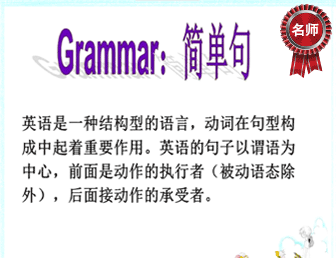 Grammar: 简单句
名师
英语是一种结构型的语言，动词在句型构
成中起着重要作用。英语的句子以谓语为
中心，前面是动作的执行者（被动语态除
外），后面接动作的承受者。